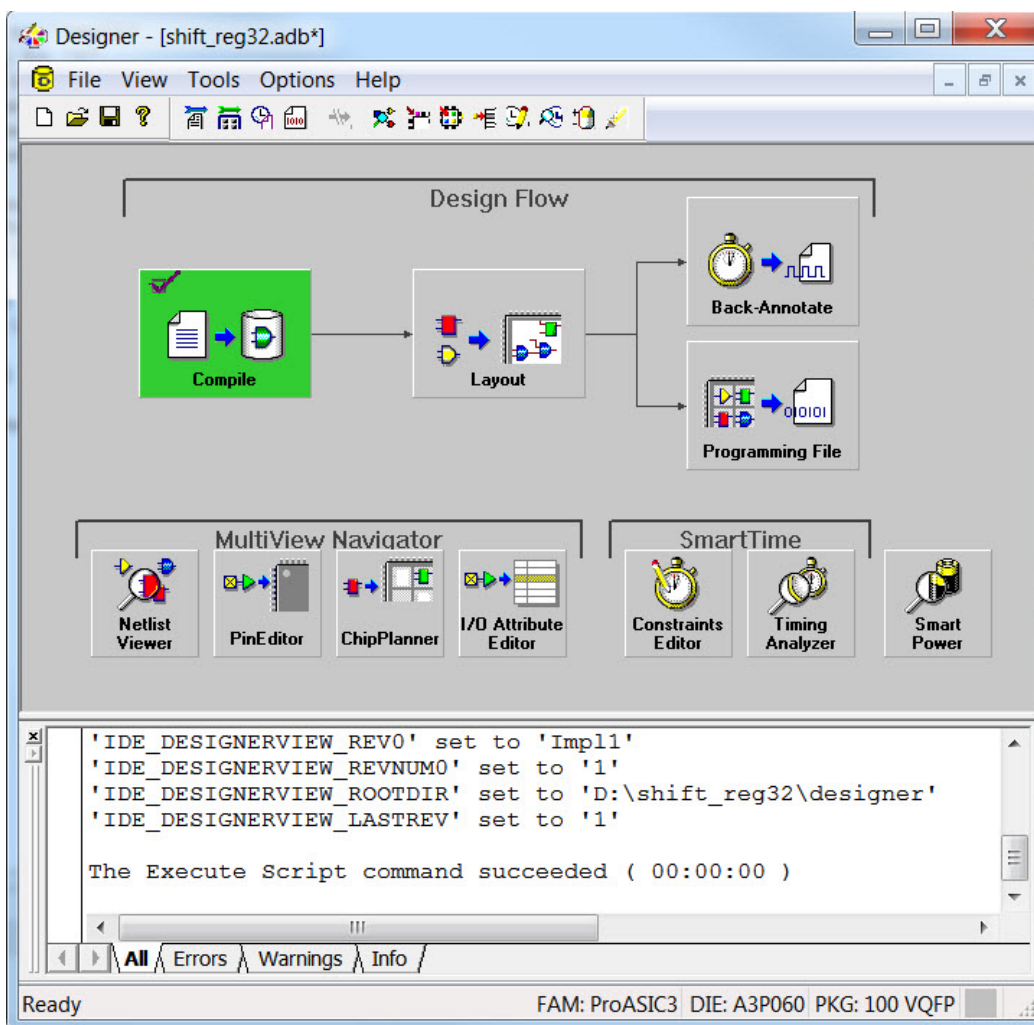 Designer - [shift_reg32.adb*]
File View Tools Options Help
Design Flow
Compile
Layout
Back-Annotate
Programming File
MultiView Navigator
SmartTime
Netlist
Viewer
PinEditor
ChipPlanner
I/O Attribute
Editor
Constraints
Editor
Timing
Analyzer
Smart
Power
'IDE_DESIGNERVIEW_REV0' set to 'Impl1'
'IDE_DESIGNERVIEW_REVNUM0' set to '1'
'IDE_DESIGNERVIEW_ROOTDIR' set to 'D:\shift_reg32\designer'
'IDE_DESIGNERVIEW_LASTREV' set to '1'
The Execute Script command succeeded ( 00:00:00 )
All Errors Warnings Info
Ready
FAM: ProASIC3 DIE: A3P060 PKG: 100 VQFP